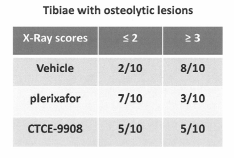 Tibiae with osteolytic lesions
X-Ray scores ≤ 2 ≥ 3
Vehicle 2/10 8/10
plerixafor 7/10 3/10
CTCE-9908 5/10 5/10